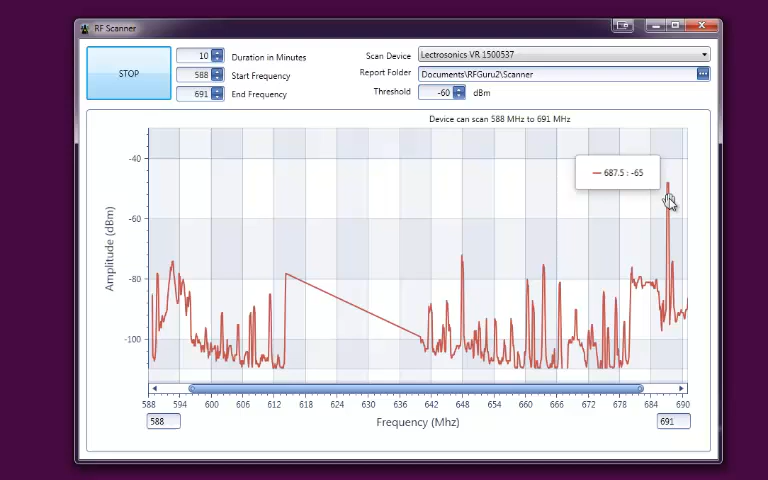 RF Scanner
STOP
10 Duration in Minutes
588 Start Frequency
691 End Frequency
Scan Device Lectrosonics VR 1500537
Report Folder Documents\RFGuru2\Scanner ...
Threshold -60 dBm
Device can scan 588 MHz to 691 MHz
687.5 : -65
Amplitude (dBm)
-40
-60
-80
-100
588 594 600 606 612 618 624 630 636 642 648 654 660 666 672 678 684 690
588 Frequency (Mhz) 691